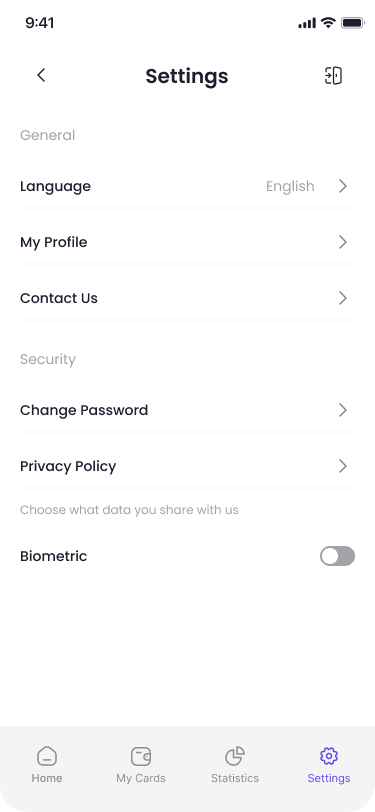 9:41
Settings
General
Language English
My Profile
Contact Us
Security
Change Password
Privacy Policy
Choose what data you share with us
Biometric
Home My Cards Statistics Settings